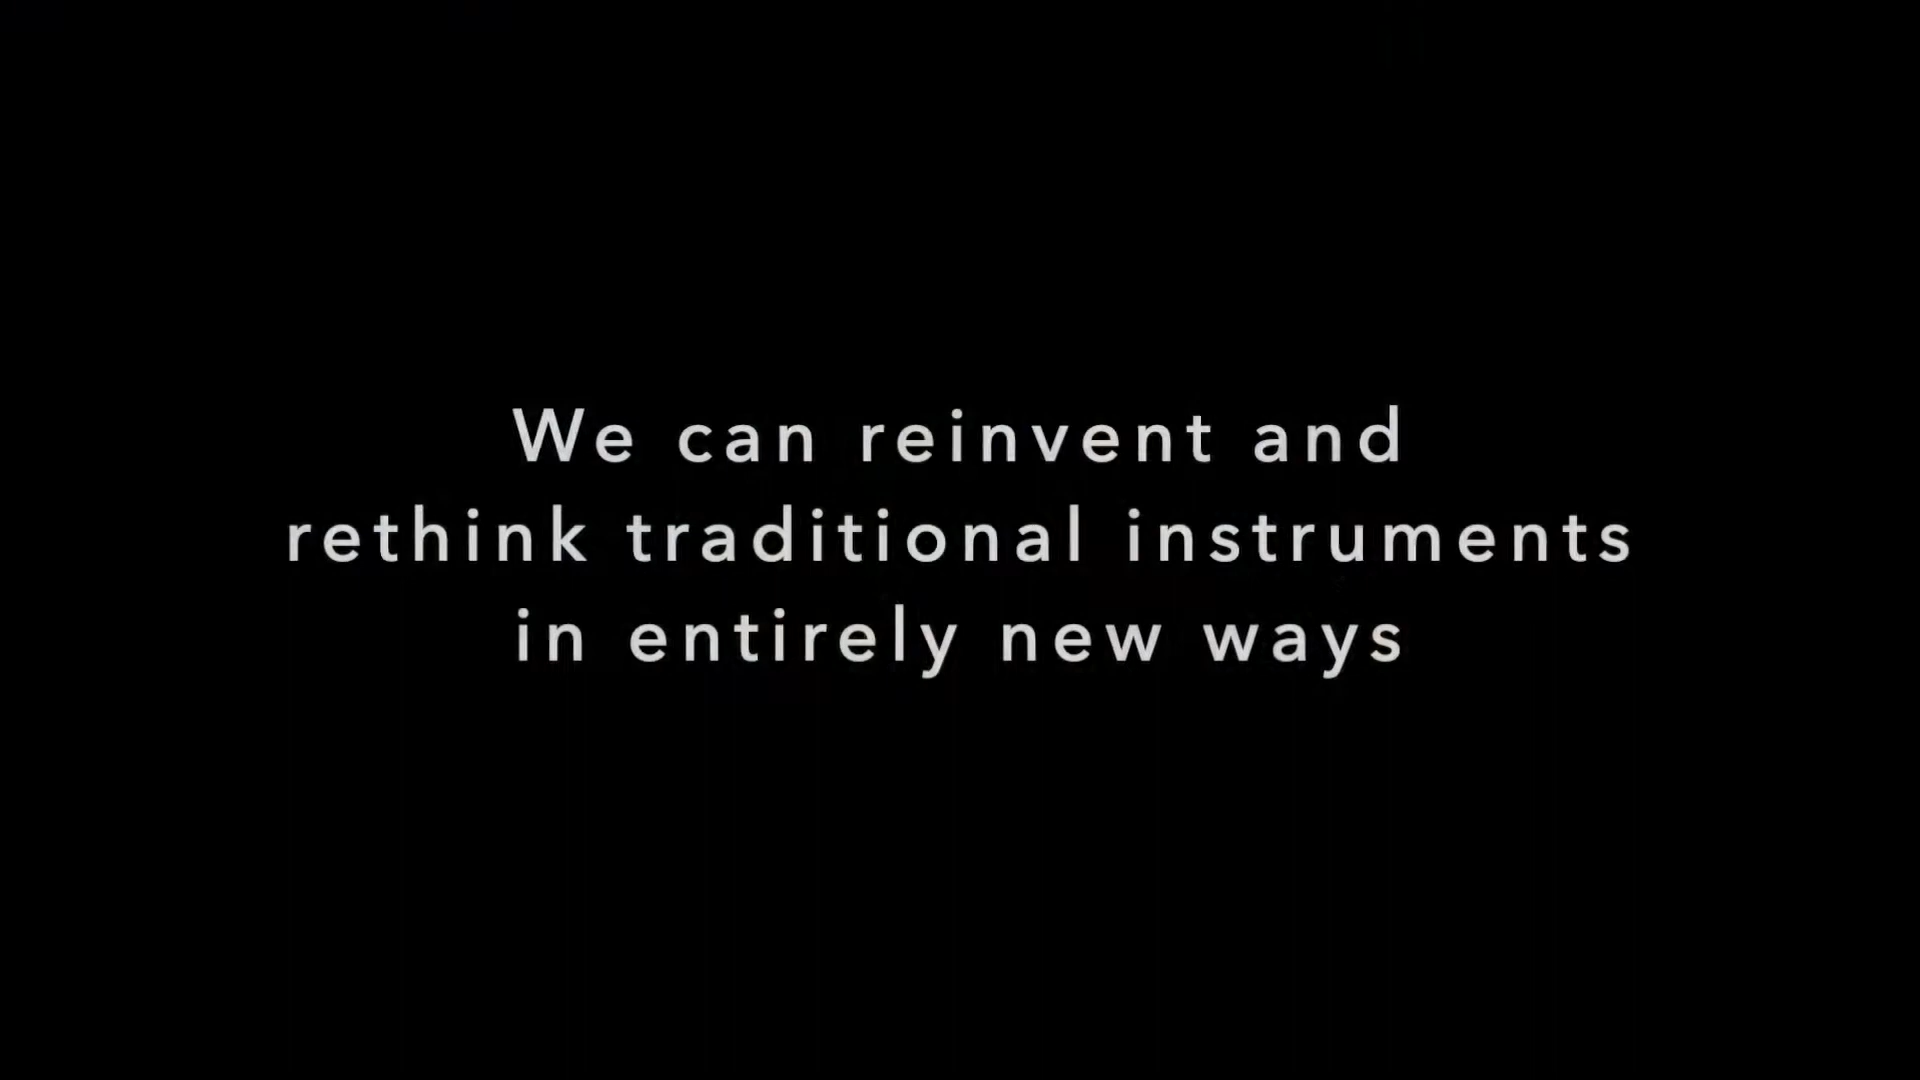 We can reinvent and
rethink traditional instruments
in entirely new ways